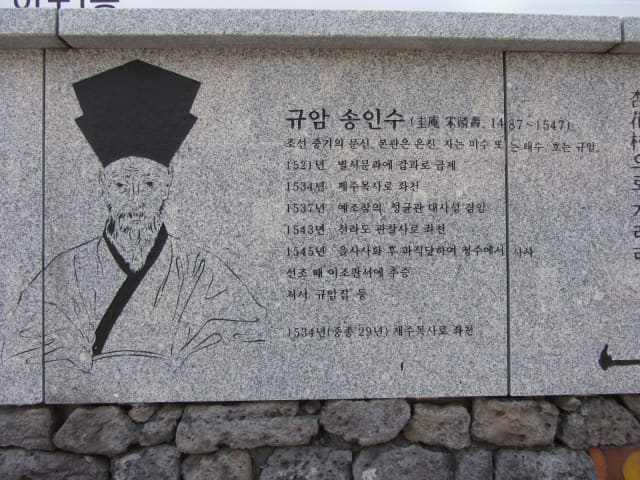 규암 송인수 (圭庵 宋麟壽, 1487~1547)
조선 중기의 문신. 본관은 은진. 자는 미수 또는 태수. 호는 규암.
1521년 별시문과에 갑과로 급제
1534년 제주목사로 좌천
1537년 예조참의, 성균관 대사성 겸임
1543년 전라도 관찰사로 좌천
1545년 을사사화 후 파직당하여 청주에서 사사
선조 때 이조판서에 추증
저서 규암집 등
1534년(중종 29년) 제주목사로 좌천